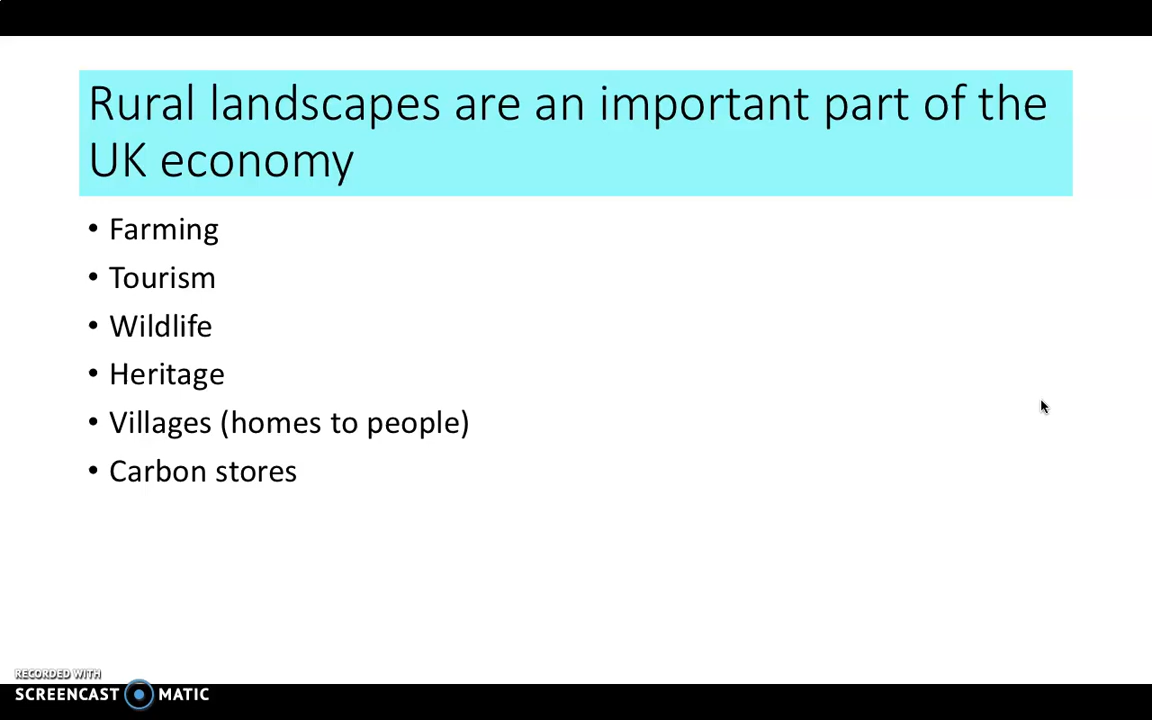 Rural landscapes are an important part of the
UK economy
• Farming
• Tourism
• Wildlife
• Heritage
• Villages (homes to people)
• Carbon stores
RECORDED WITH
SCREENCAST MATIC